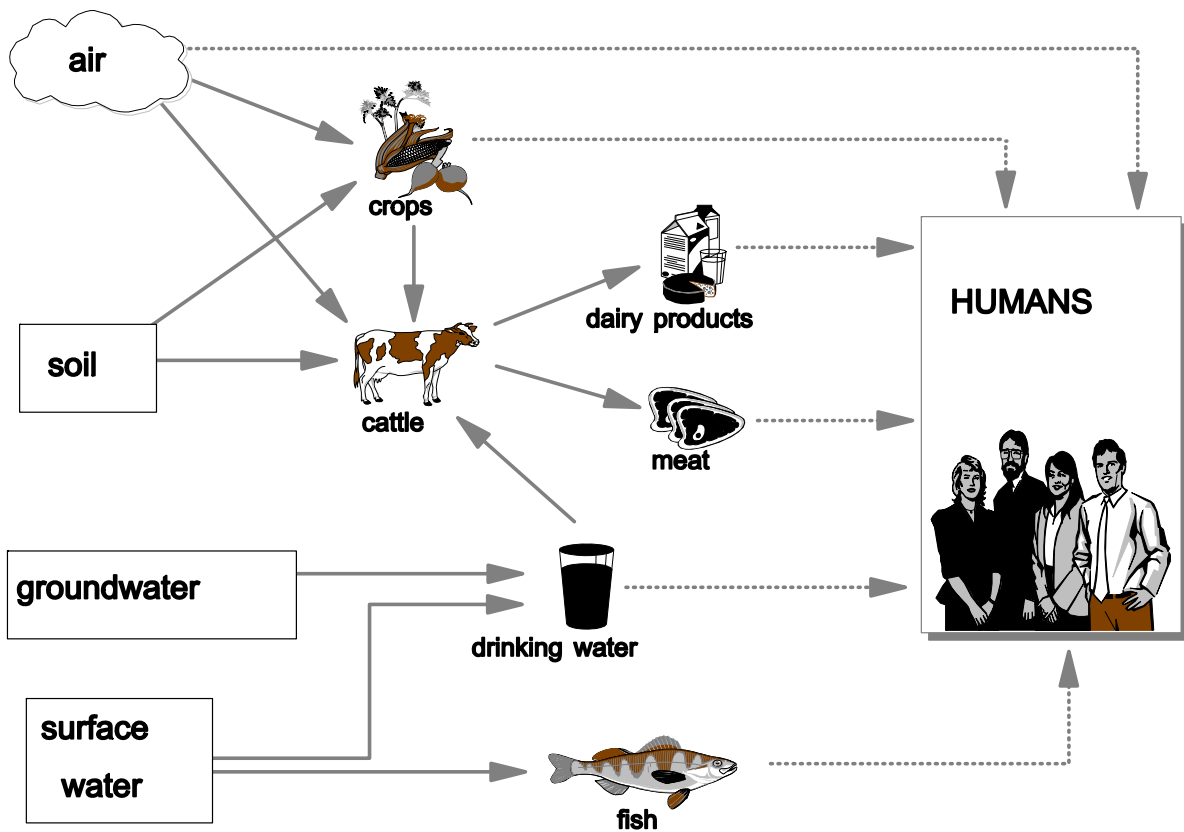 air
crops
dairy products
HUMANS
soil
cattle
meat
groundwater
drinking water
surface
water
fish